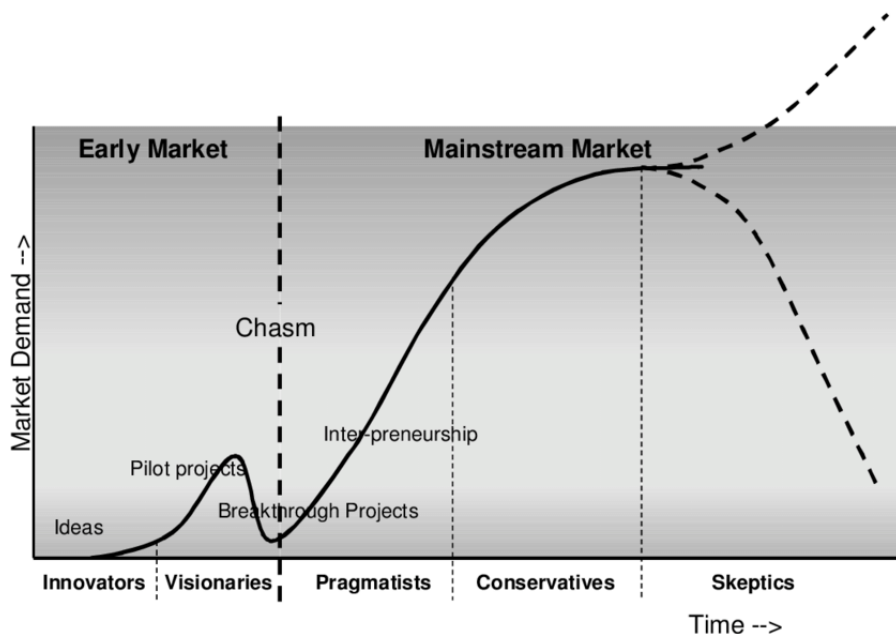 Early Market
Mainstream Market
Market Demand -->
Chasm
Inter-preneurship
Pilot projects
Breakthrough Projects
Ideas
Innovators
Visionaries
Pragmatists
Conservatives
Skeptics
Time -->